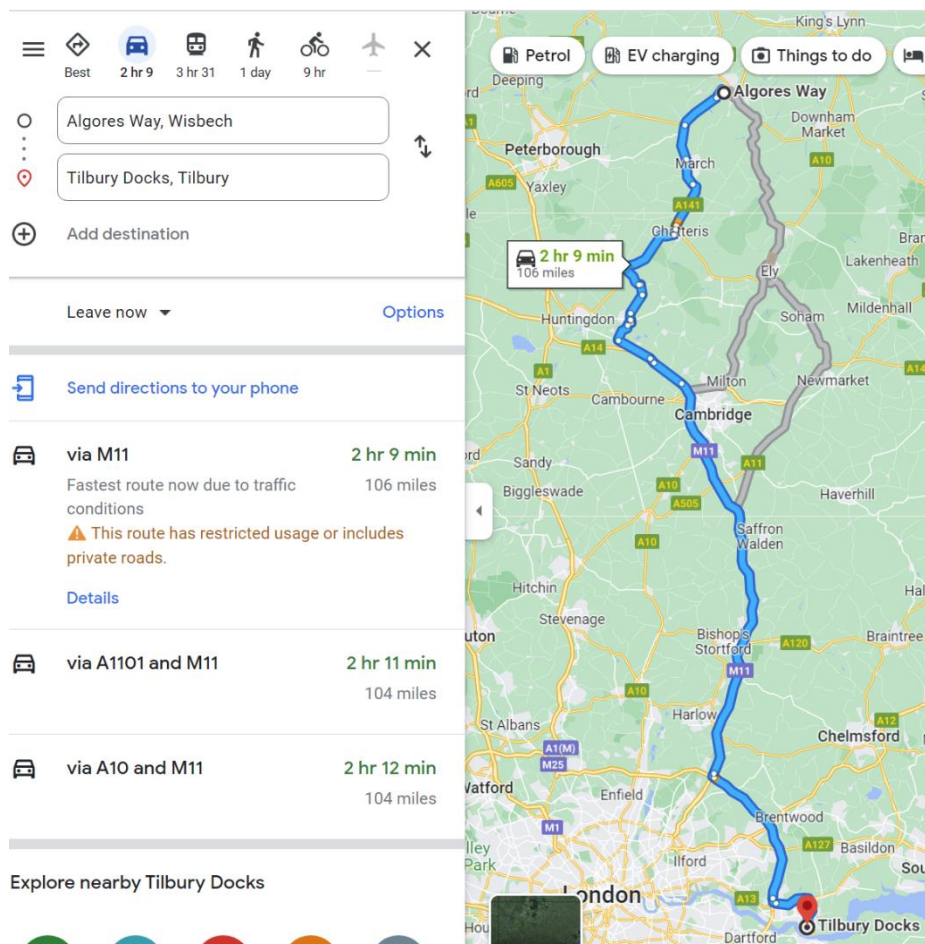 Best
2 hr 9
3 hr 31
1 day
9 hr
Algores Way, Wisbech
Tilbury Docks, Tilbury
Add destination
Leave now
Options
Send directions to your phone
via M11
2 hr 9 min
Fastest route now due to traffic
106 miles
conditions
This route has restricted usage or includes
private roads.
Details
via A1101 and M11
2 hr 11 min
104 miles
via A10 and M11
2 hr 12 min
104 miles
Explore nearby Tilbury Docks
King's Lynn
Petrol
EV charging
Things to do
Deeping
Algores Way
Downham
Market
Peterborough
March
A10
A605
Yaxley
A141
Chatteris
2 hr 9 min
106 miles
Ely
Lakenheath
Mildenhall
Huntingdon
Soham
A14
A14
A1
St Neots
Cambourne
Milton
Newmarket
Cambridge
M11
A11
Sandy
Biggleswade
A10
A505
Haverhill
A10
Saffron
Walden
Hitchin
Stevenage
Bishop's
Stortford
A120
Braintree
M11
A10
Harlow
St Albans
A12
Chelmsford
A1(M)
M25
Enfield
M1
Brentwood
A127
Basildon
Ilford
London
A13
Dartford
Tilbury Docks